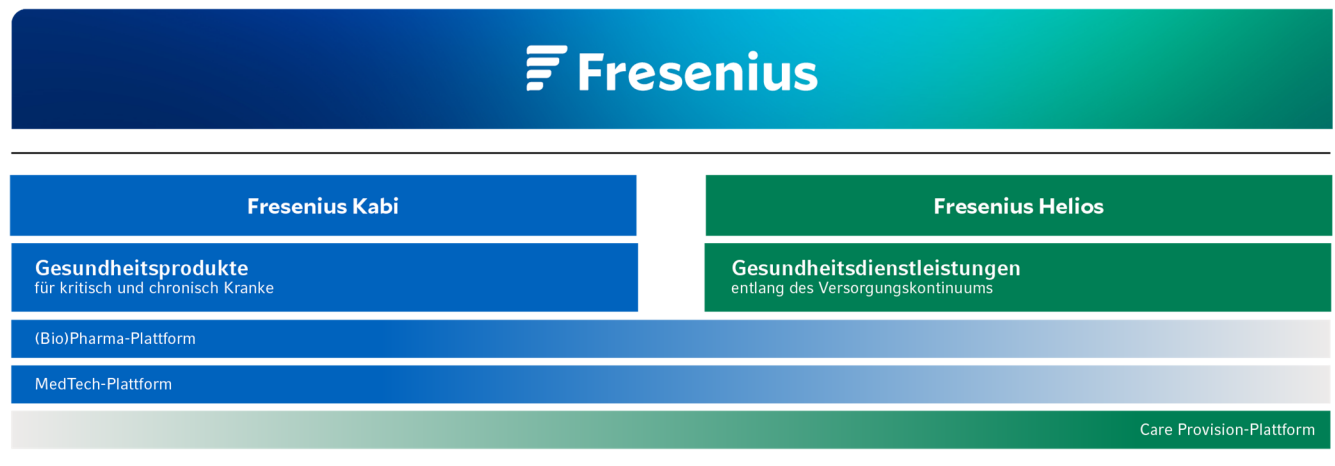 Fresenius
Fresenius Kabi
Fresenius Helios
Gesundheitsprodukte
für kritisch und chronisch Kranke
Gesundheitsdienstleistungen
entlang des Versorgungskontinuums
(Bio)Pharma-Plattform
MedTech-Plattform
Care Provision-Plattform